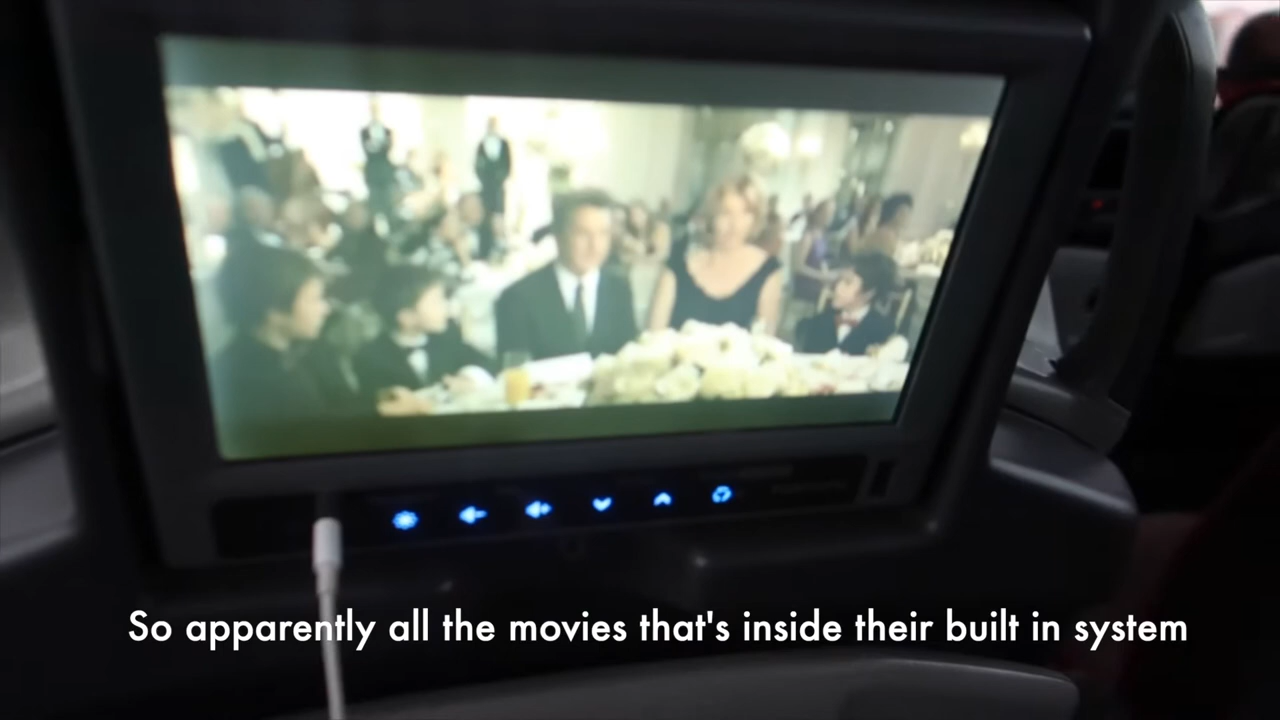 So apparently all the movies that's inside their built in system